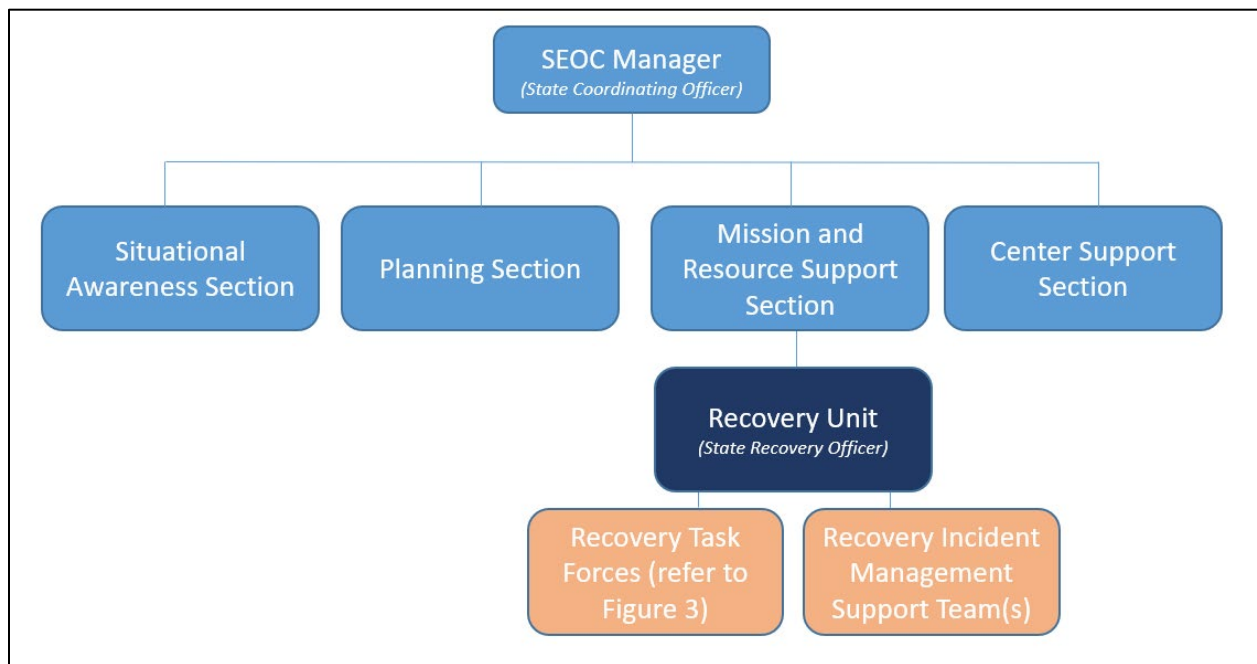 SEOC Manager
(State Coordinating Officer)
Situational
Awareness Section
Planning Section
Mission and
Resource Support
Section
Center Support
Section
Recovery Unit
(State Recovery Officer)
Recovery Task
Forces (refer to
Figure 3)
Recovery Incident
Management
Support Team(s)